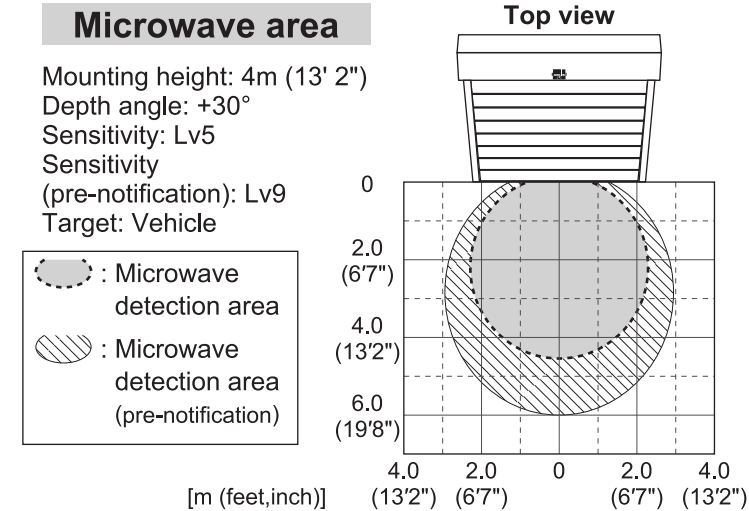 Microwave area
Mounting height: 4m (13' 2")
Depth angle: +30°
Sensitivity: Lv5
Sensitivity
(pre-notification): Lv9
Target: Vehicle
: Microwave
detection area
: Microwave
detection area
(pre-notification)
Top view
0
2.0
(6'7")
4.0
(13'2")
6.0
(19'8")
4.0 2.0 0 2.0 4.0
[m (feet,inch)] (13'2") (6'7") (6'7") (13'2")